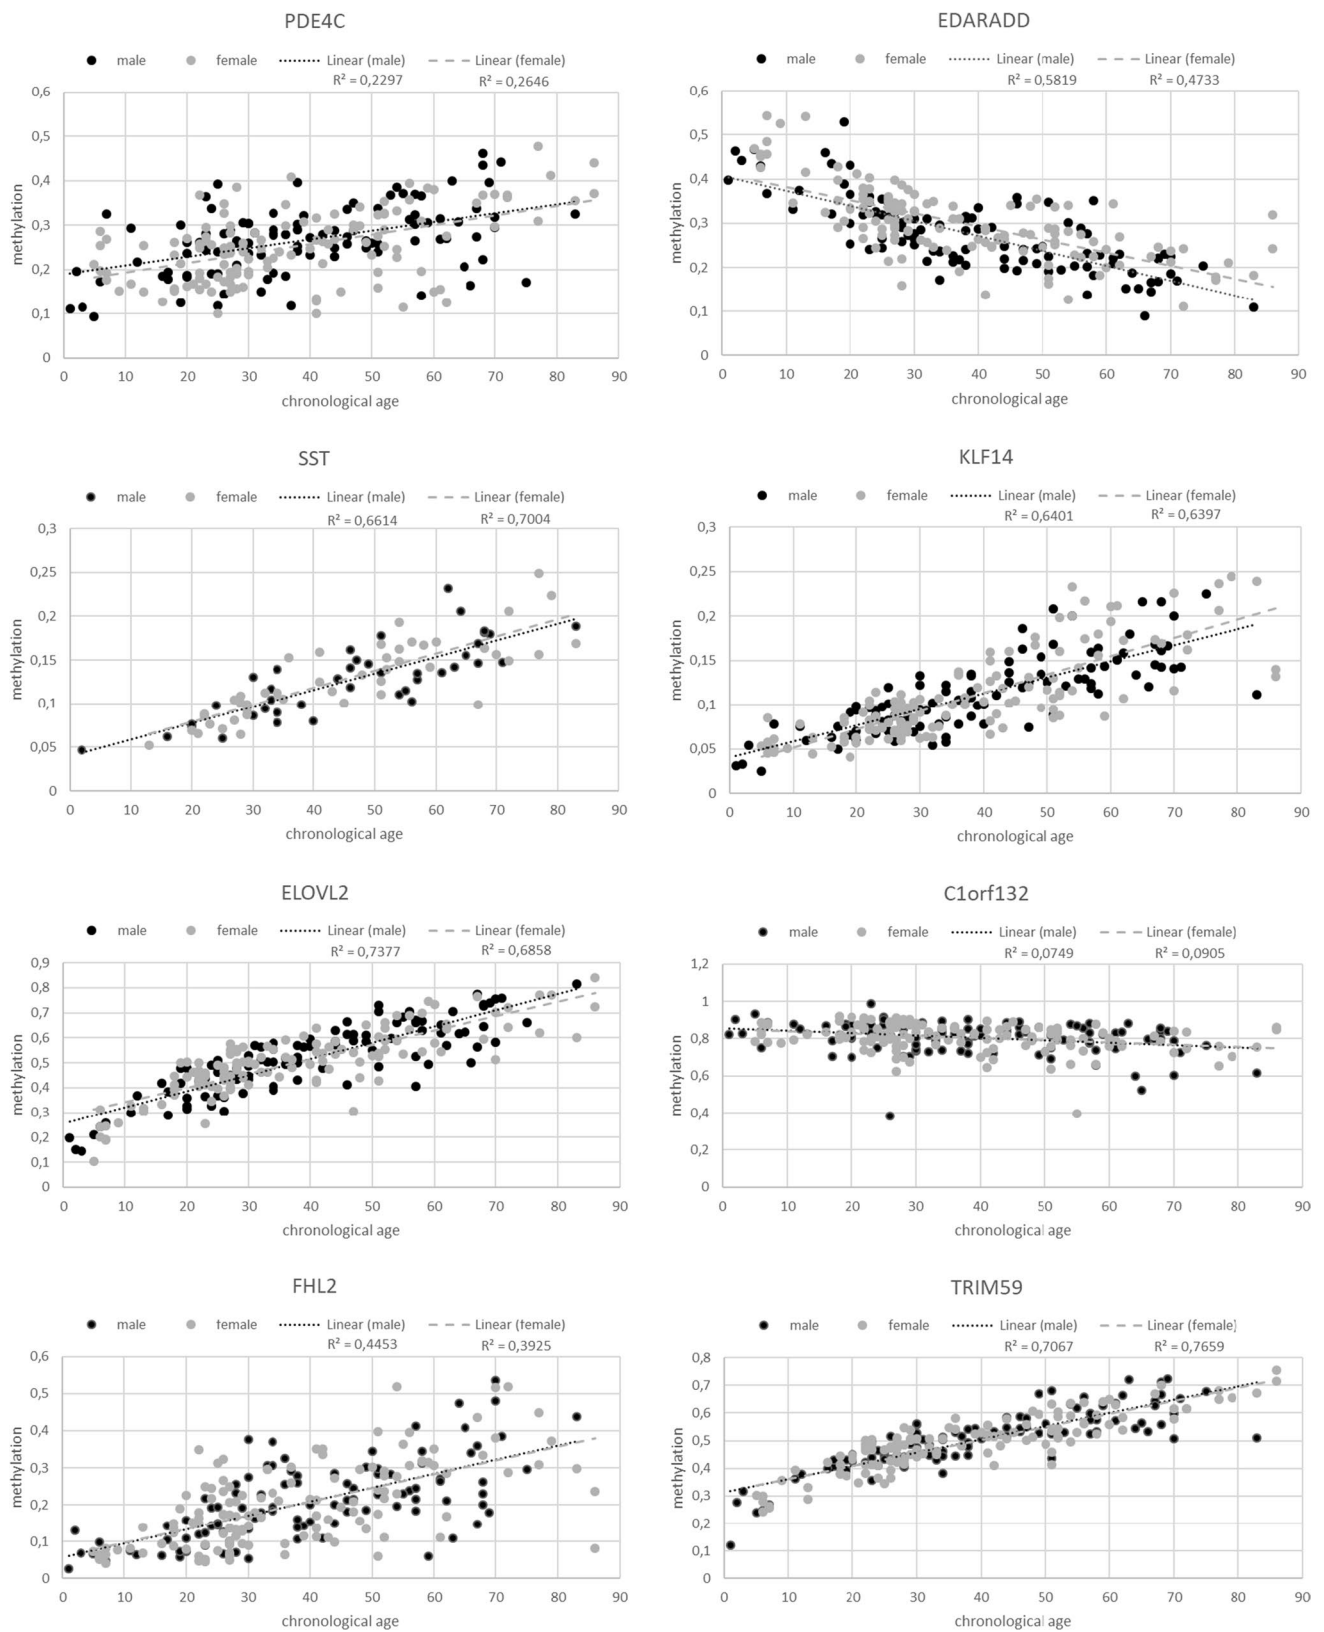 PDE4C
male female Linear (male) Linear (female)
R² = 0,2297 R² = 0,2646
0,6
0,5
0,4
0,3
0,2
0,1
0
methylation
0 10 20 30 40 50 60 70 80 90
chronological age
EDARADD
male female Linear (male) Linear (female)
R² = 0,5819 R² = 0,4733
0,6
0,5
0,4
0,3
0,2
0,1
0
methylation
0 10 20 30 40 50 60 70 80 90
chronological age
SST
male female Linear (male) Linear (female)
R² = 0,6614 R² = 0,7004
0,3
0,25
0,2
0,15
0,1
0,05
0
methylation
0 10 20 30 40 50 60 70 80 90
chronological age
KLF14
male female Linear (male) Linear (female)
R² = 0,6401 R² = 0,6397
0,3
0,25
0,2
0,15
0,1
0,05
0
methylation
0 10 20 30 40 50 60 70 80 90
chronological age
ELOVL2
male female Linear (male) Linear (female)
R² = 0,7377 R² = 0,6858
0,9
0,8
0,7
0,6
0,5
0,4
0,3
0,2
0,1
0
methylation
0 10 20 30 40 50 60 70 80 90
chronological age
C1orf132
male female Linear (male) Linear (female)
R² = 0,0749 R² = 0,0905
1,2
1
0,8
0,6
0,4
0,2
0
methylation
0 10 20 30 40 50 60 70 80 90
chronological age
FHL2
male female Linear (male) Linear (female)
R² = 0,4453 R² = 0,3925
0,6
0,5
0,4
0,3
0,2
0,1
0
methylation
0 10 20 30 40 50 60 70 80 90
chronological age
TRIM59
male female Linear (male) Linear (female)
R² = 0,7067 R² = 0,7659
0,8
0,7
0,6
0,5
0,4
0,3
0,2
0,1
0
methylation
0 10 20 30 40 50 60 70 80 90
chronological age